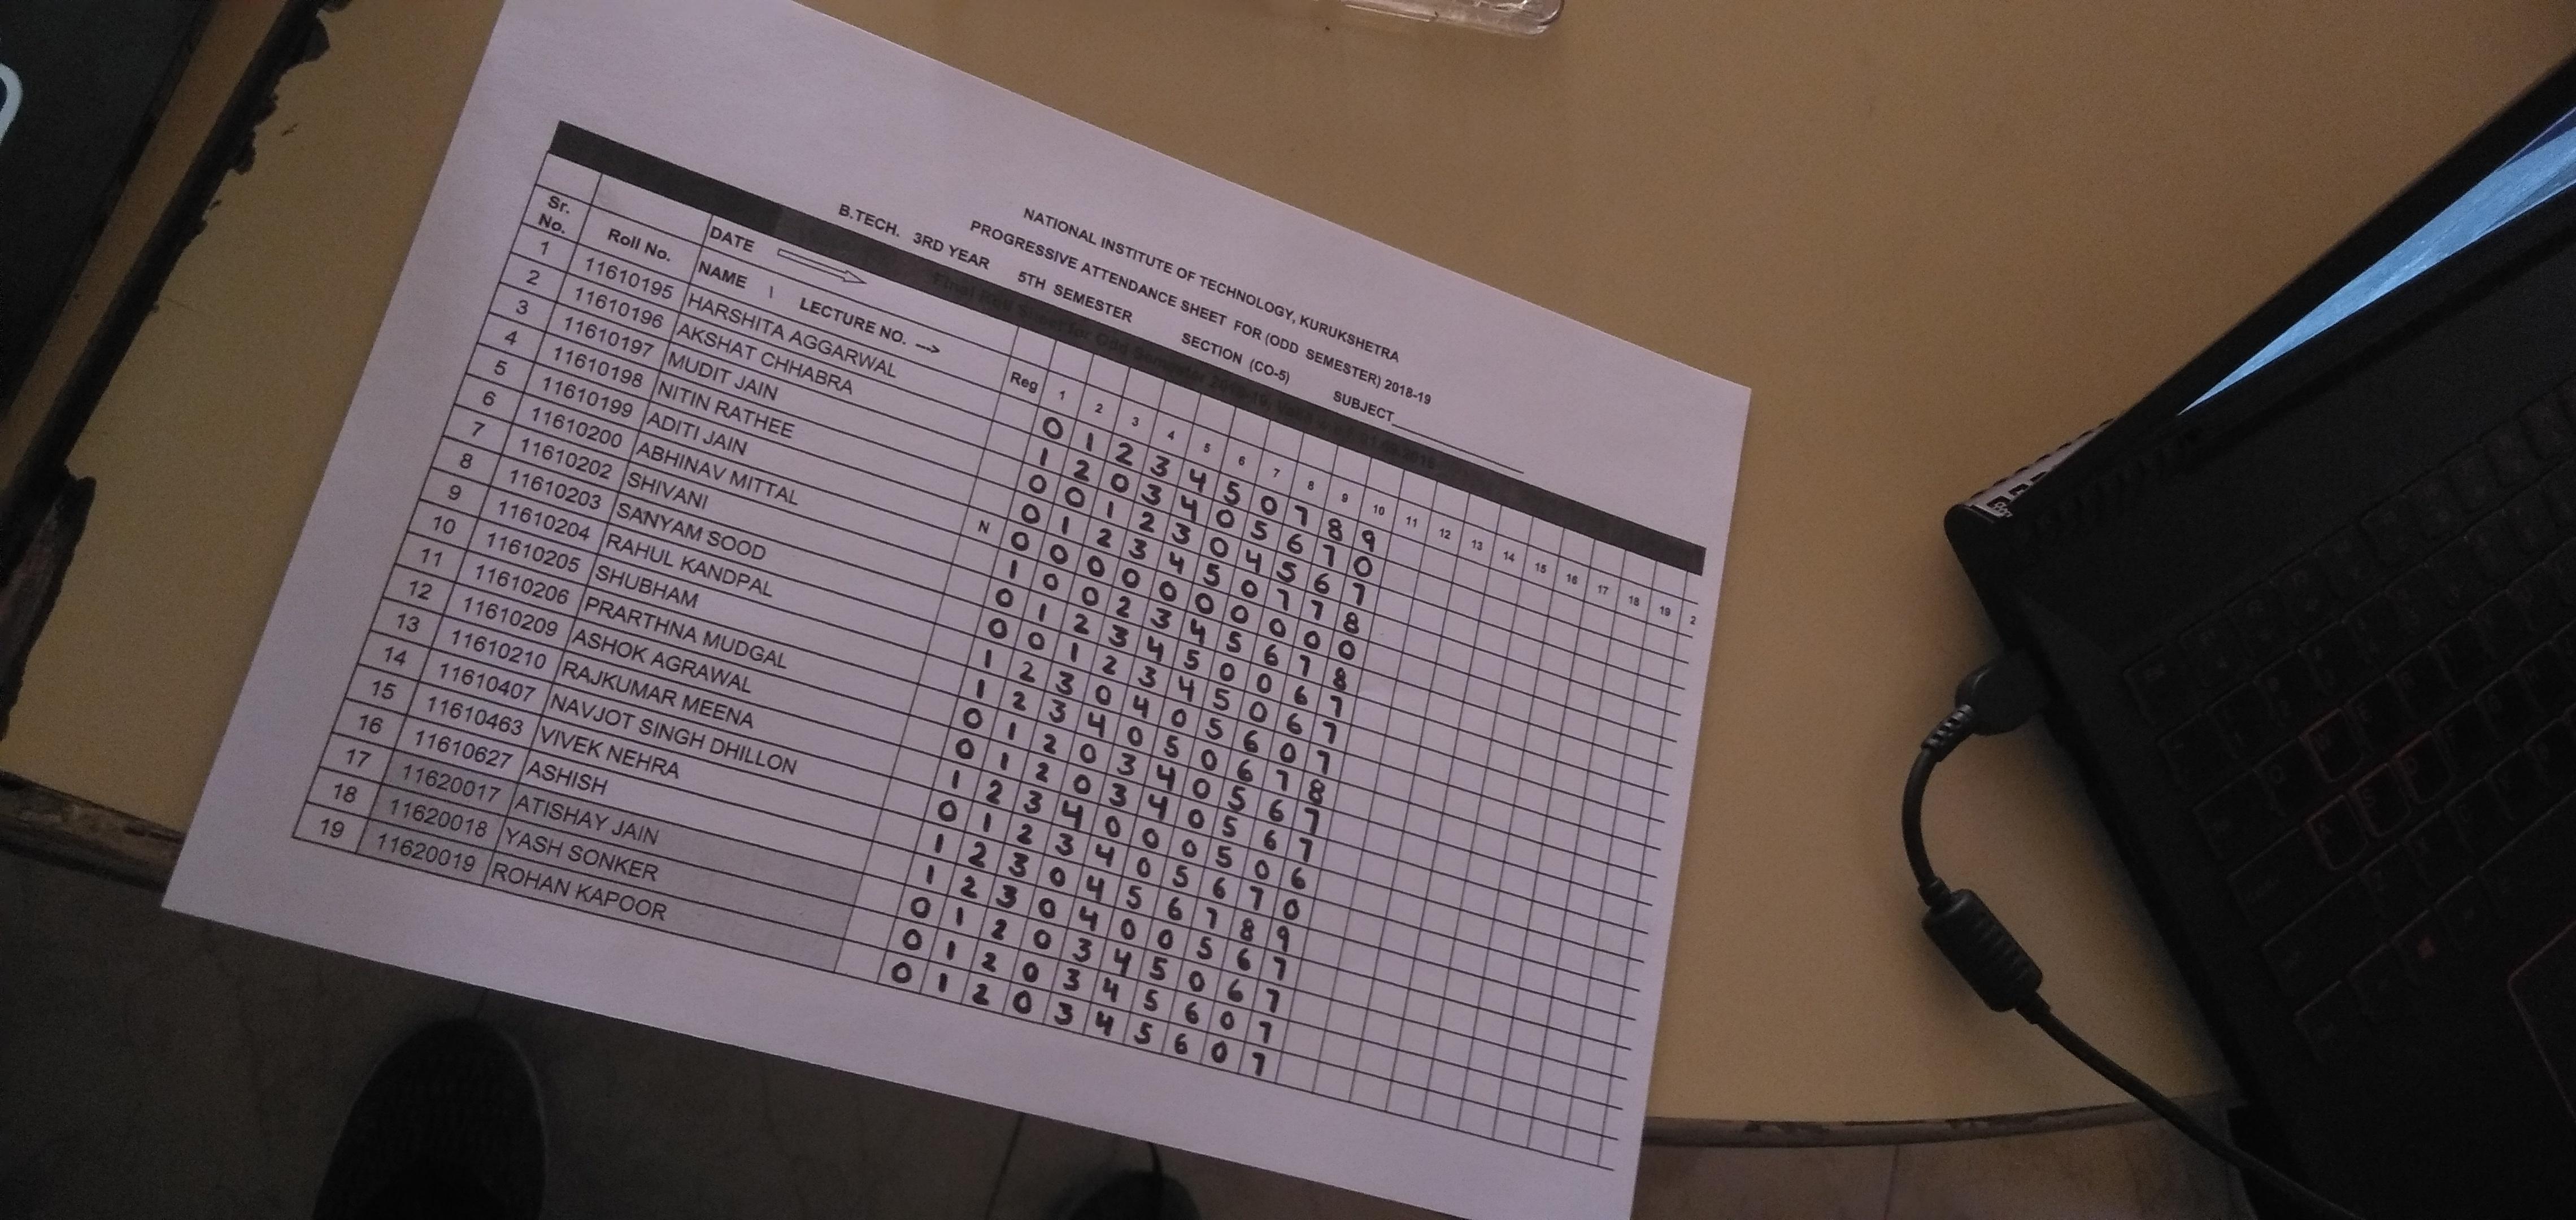 NATIONAL INSTITUTE OF TECHNOLOGY, KURUKSHETRA
PROGRESSIVE ATTENDANCE SHEET FOR (ODD SEMESTER) 2018-19
B.TECH. 3RD YEAR 5TH SEMESTER SECTION (CO-5) SUBJECT
Final Roll Sheet for Odd Semester 2018-19,
DATE
Sr. No. Roll No. NAME \ LECTURE NO. --> Reg 1 2 3 4 5 6 7 8 9 10 11 12 13 14 15 16 17 18 19 2
1 11610195 HARSHITA AGGARWAL 0 1 2 3 4 5 0 7 8 9
2 11610196 AKSHAT CHHABRA 1 2 0 3 4 0 5 6 7 0
3 11610197 MUDIT JAIN 0 0 1 2 3 0 4 5 6 7
4 11610198 NITIN RATHEE 0 1 2 3 4 5 0 7 7 8
5 11610199 ADITI JAIN N 0 0 0 0 0 0 0 0 0 0
6 11610200 ABHINAV MITTAL 1 0 0 2 3 4 5 6 7 8
7 11610202 SHIVANI 0 1 2 3 4 5 0 0 6 7
8 11610203 SANYAM SOOD 0 0 1 2 3 4 5 0 6 7
9 11610204 RAHUL KANDPAL 1 2 3 0 4 0 5 6 0 7
10 11610205 SHUBHAM 1 2 3 4 0 5 0 6 7 8
11 11610206 PRARTHNA MUDGAL 0 1 2 0 3 4 0 5 6 7
12 11610209 ASHOK AGRAWAL 0 1 2 0 3 4 0 5 6 7
13 11610210 RAJKUMAR MEENA 1 2 3 4 0 0 0 5 0 6
14 11610407 NAVJOT SINGH DHILLON 0 1 2 3 4 0 5 6 7 0
15 11610463 VIVEK NEHRA 1 2 3 0 4 5 6 7 8 9
16 11610627 ASHISH 1 2 3 0 4 0 0 5 6 7
17 11620017 ATISHAY JAIN 0 1 2 0 3 4 5 0 6 7
18 11620018 YASH SONKER 0 1 2 0 3 4 5 6 0 7
19 11620019 ROHAN KAPOOR 0 1 2 0 3 4 5 6 0 7